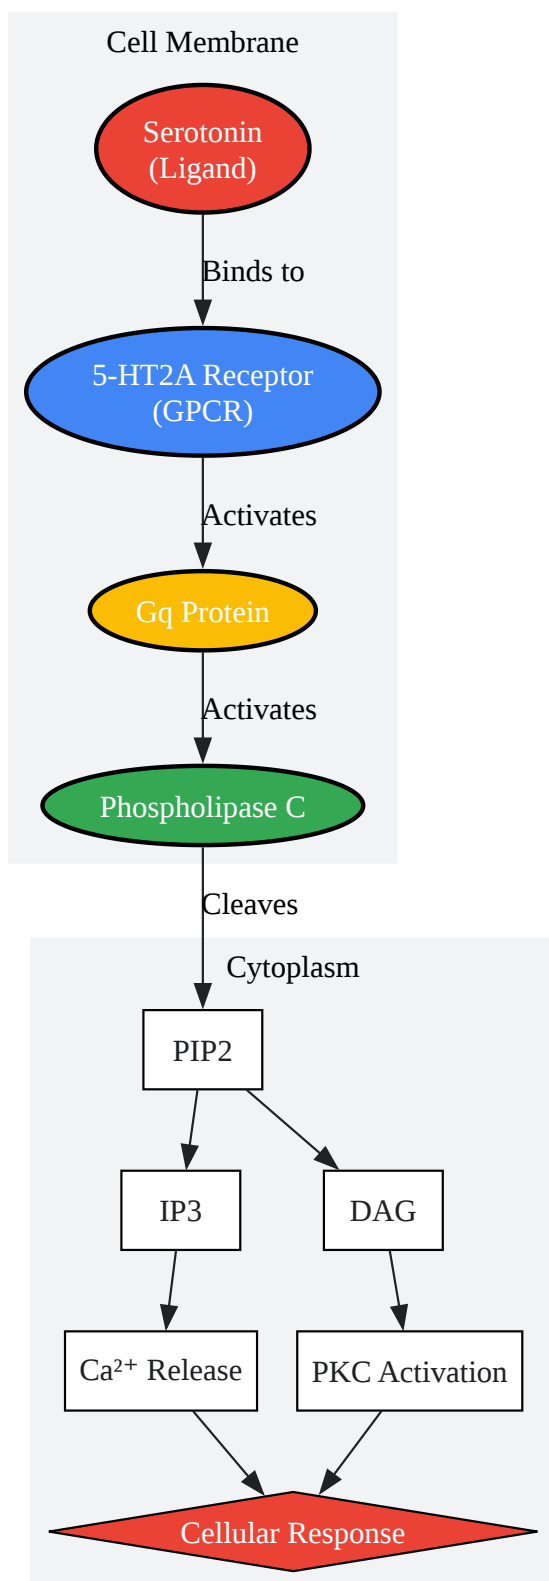 Cell Membrane
Serotonin
(Ligand)
Binds to
5-HT2A Receptor
(GPCR)
Activates
Gq Protein
Activates
Phospholipase C
Cleaves
Cytoplasm
PIP2
IP3
DAG
Ca²⁺ Release
PKC Activation
Cellular Response